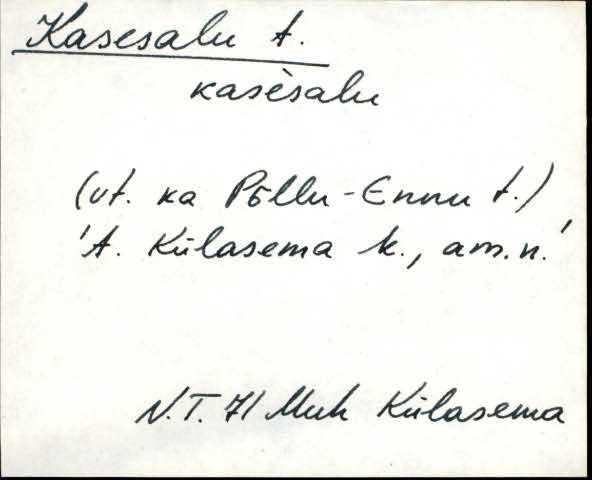 Kasesalu t.
kasèsalu
(vt. ka Põllu-Ennu t.)
't. Külasema k., am.n.'
N.T. 71 Muh Külasema